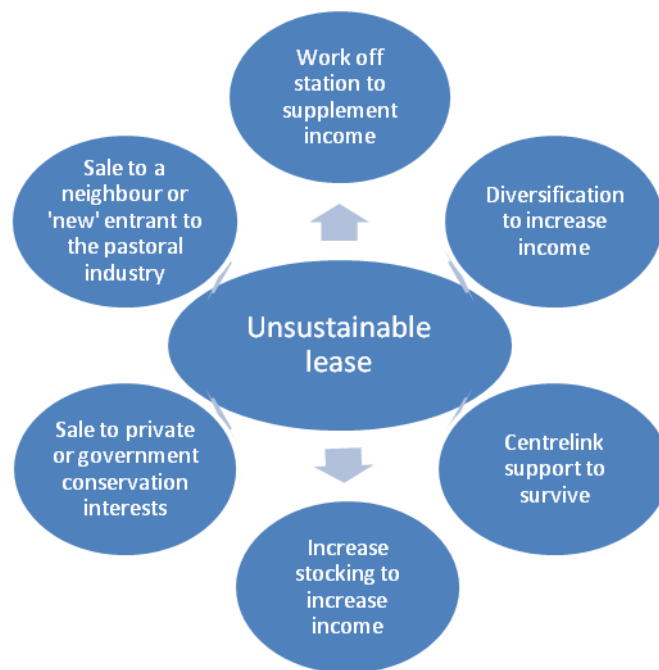 Work off
station to
supplement
income
Sale to a
neighbour or
'new' entrant to
the pastoral
industry
Diversification
to increase
income
Unsustainable
lease
Sale to private
or government
conservation
interests
Centrelink
support to
survive
Increase
stocking to
increase
income